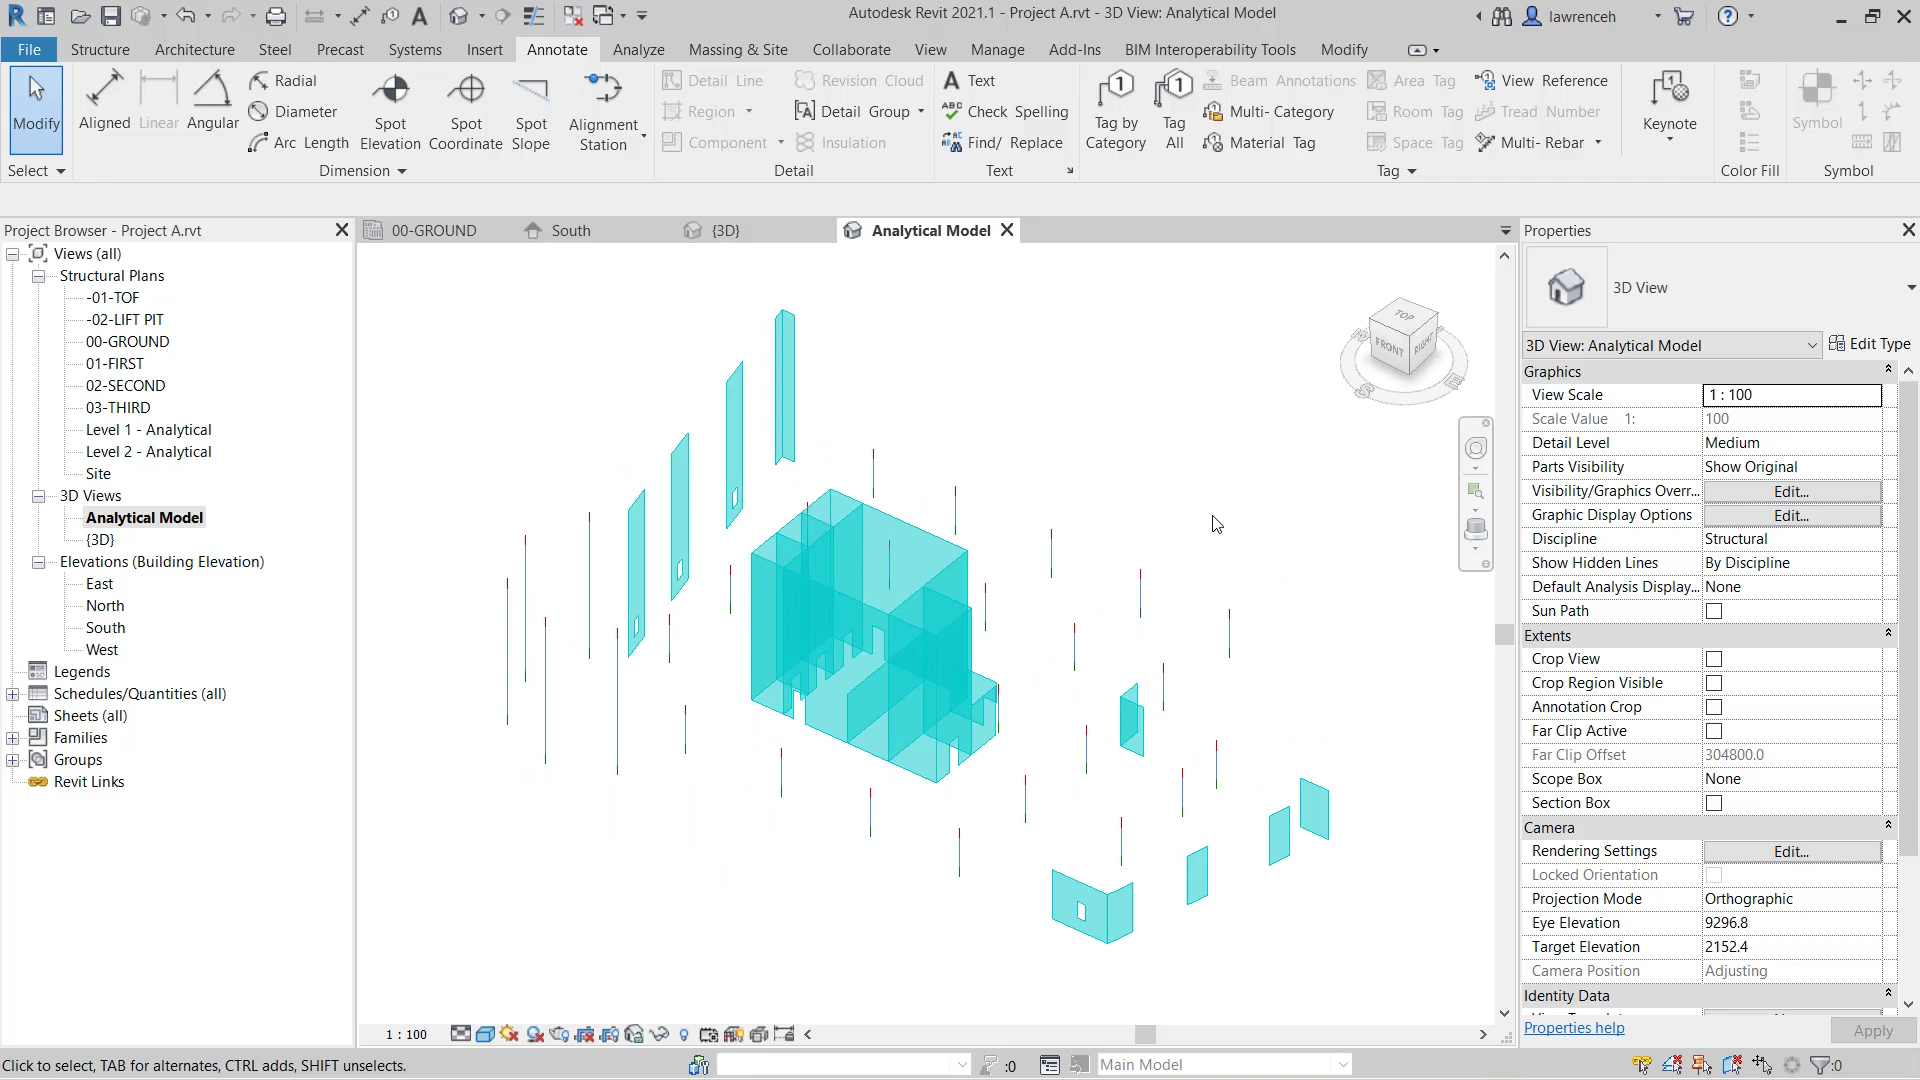 Autodesk Revit 2021.1 - Project A.rvt - 3D View: Analytical Model
lawrenceh
File Structure Architecture Steel Precast Systems Insert Annotate Analyze Massing & Site Collaborate View Manage Add-Ins BIM Interoperability Tools Modify
Modify
Aligned
Linear
Angular
Radial
Diameter
Arc Length
Spot Elevation
Spot Coordinate
Spot Slope
Alignment Station
Detail Line
Region
Component
Revision Cloud
Detail Group
Insulation
Text
Check Spelling
Find/ Replace
Tag by Category
Tag All
Beam Annotations
Multi- Category
Material Tag
Area Tag
Room Tag
Space Tag
View Reference
Tread Number
Multi- Rebar
Keynote
Symbol
Select Dimension Detail Text Tag Color Fill Symbol
Project Browser - Project A.rvt
Views (all)
Structural Plans
-01-TOF
-02-LIFT PIT
00-GROUND
01-FIRST
02-SECOND
03-THIRD
Level 1 - Analytical
Level 2 - Analytical
Site
3D Views
Analytical Model
{3D}
Elevations (Building Elevation)
East
North
South
West
Legends
Schedules/Quantities (all)
Sheets (all)
Families
Groups
Revit Links
00-GROUND South {3D} Analytical Model
TOP
FRONT
RIGHT
1 : 100
Properties
3D View
3D View: Analytical Model Edit Type
Graphics
View Scale 1 : 100
Scale Value 1: 100
Detail Level Medium
Parts Visibility Show Original
Visibility/Graphics Overr... Edit...
Graphic Display Options Edit...
Discipline Structural
Show Hidden Lines By Discipline
Default Analysis Display... None
Sun Path
Extents
Crop View
Crop Region Visible
Annotation Crop
Far Clip Active
Far Clip Offset 304800.0
Scope Box None
Section Box
Camera
Rendering Settings Edit...
Locked Orientation
Projection Mode Orthographic
Eye Elevation 9296.8
Target Elevation 2152.4
Camera Position Adjusting
Identity Data
Properties help Apply
Click to select, TAB for alternates, CTRL adds, SHIFT unselects.
:0
Main Model
:0